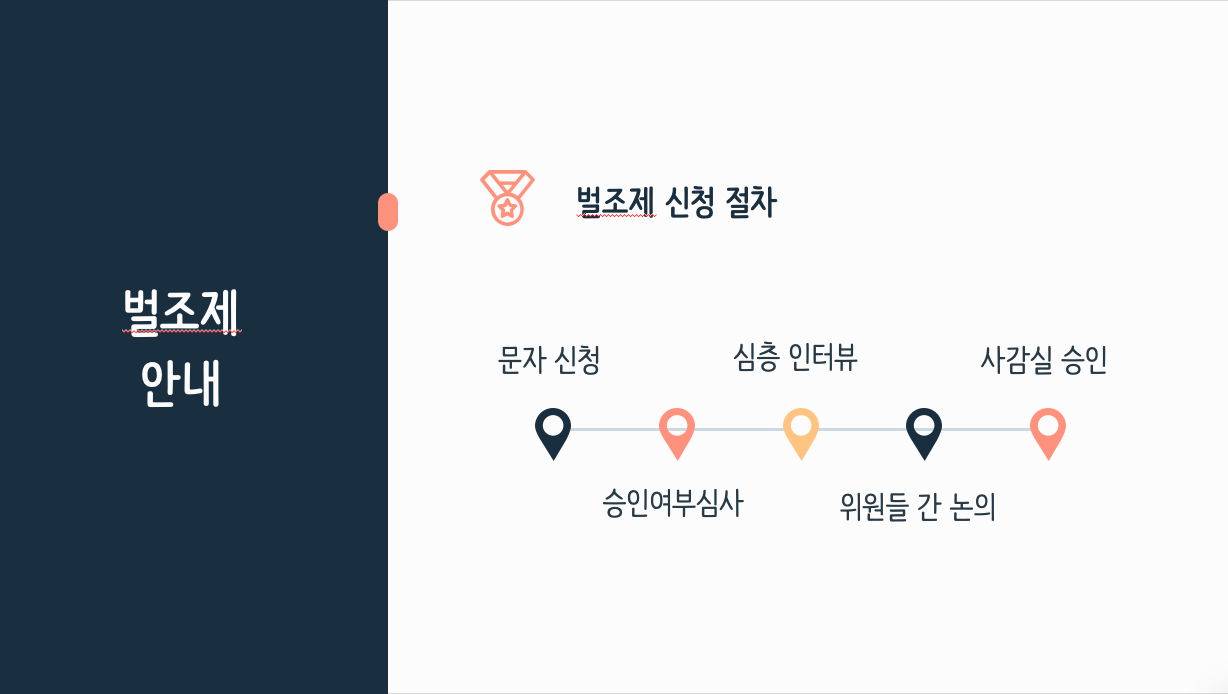 벌조제
안내
벌조제 신청 절차
문자 신청
승인여부심사
심층 인터뷰
위원들 간 논의
사감실 승인